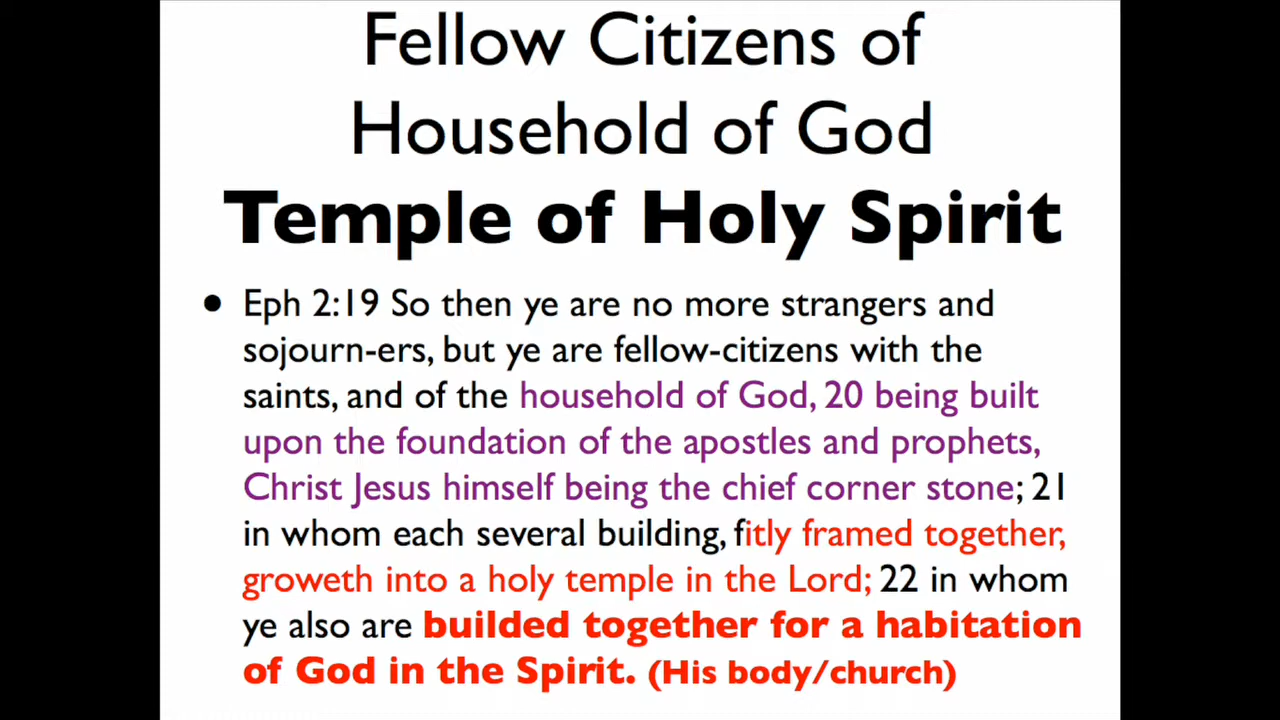 Fellow Citizens of
Household of God
Temple of Holy Spirit
• Eph 2:19 So then ye are no more strangers and
sojourn-ers, but ye are fellow-citizens with the
saints, and of the household of God, 20 being built
upon the foundation of the apostles and prophets,
Christ Jesus himself being the chief corner stone; 21
in whom each several building, fitly framed together,
groweth into a holy temple in the Lord; 22 in whom
ye also are builded together for a habitation
of God in the Spirit. (His body/church)